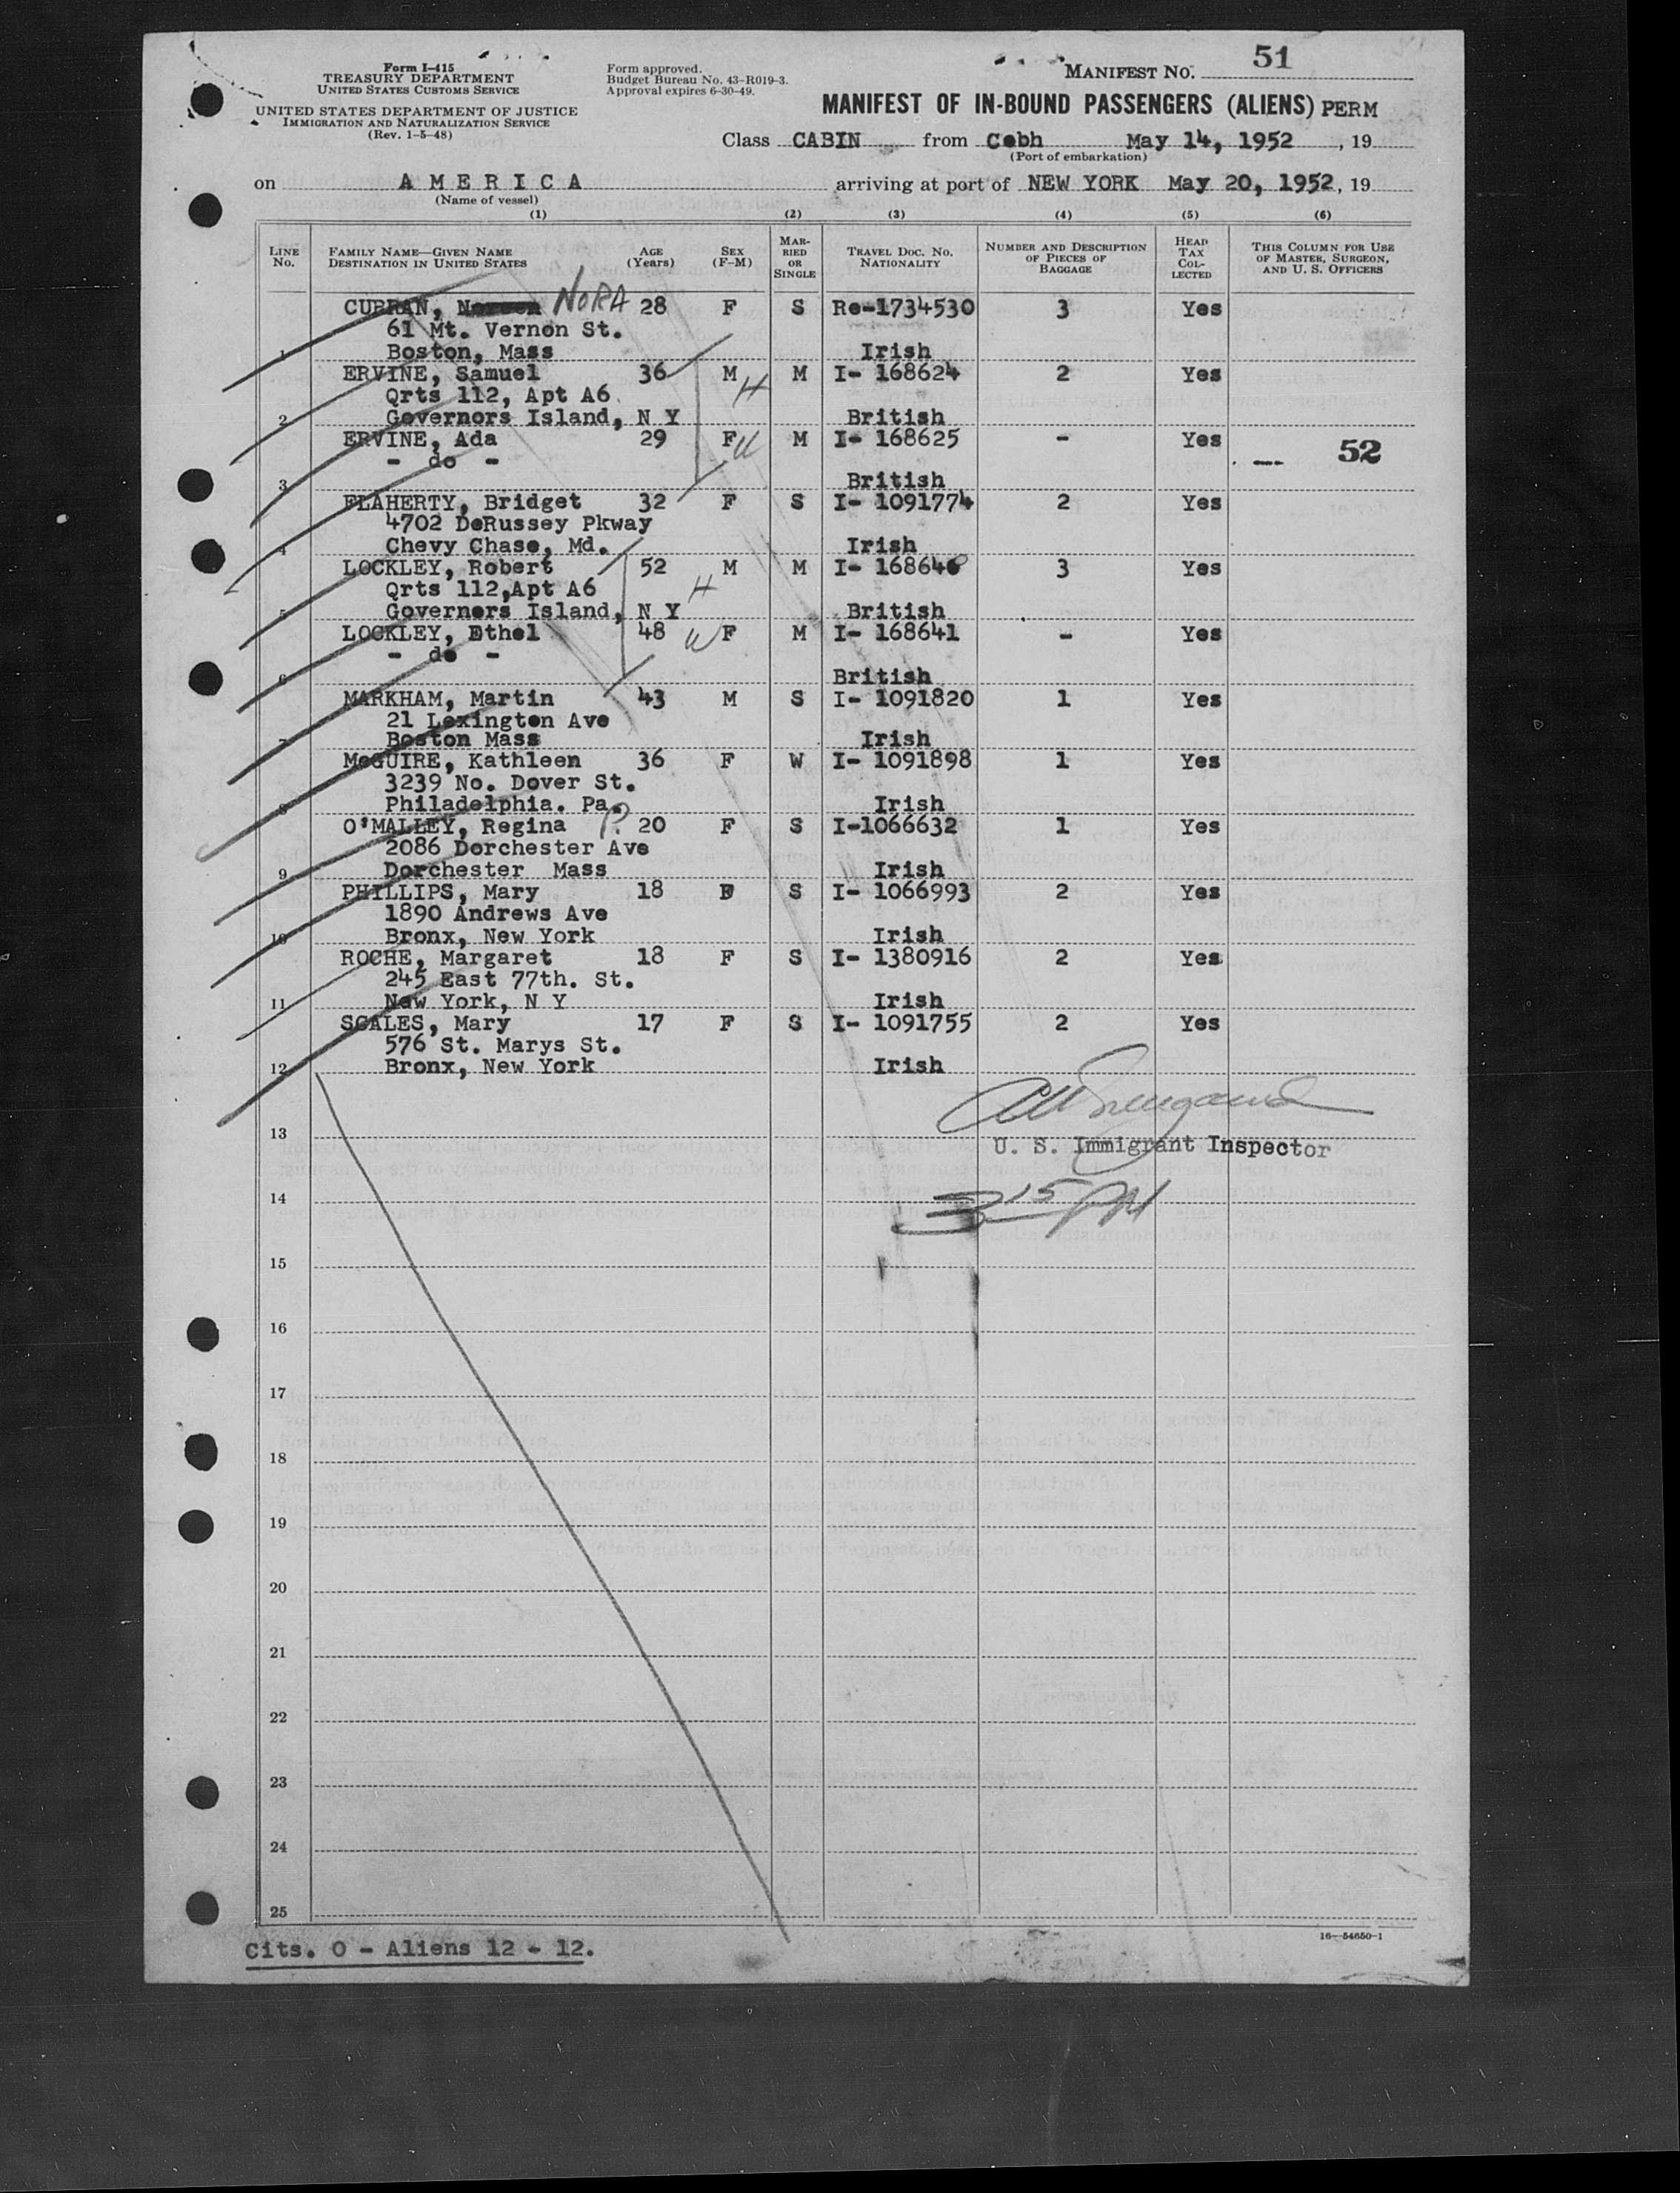 Form I-415
TREASURY DEPARTMENT
UNITED STATES CUSTOMS SERVICE
UNITED STATES DEPARTMENT OF JUSTICE
IMMIGRATION AND NATURALIZATION SERVICE
(Rev. 1-5-48)
Form approved.
Budget Bureau No. 43-R019-3.
Approval expires 6-30-49.
MANIFEST NO. 51
MANIFEST OF IN-BOUND PASSENGERS (ALIENS) PERM
Class CABIN from Cobh May 14, 1952, 19
(Port of embarkation)
on AMERICA arriving at port of NEW YORK May 20, 1952, 19
(Name of vessel)
(1) (2) (3) (4) (5) (6)
LINE No. FAMILY NAME—GIVEN NAME DESTINATION IN UNITED STATES AGE (Years) SEX (F-M) MARRIED OR SINGLE TRAVEL DOC. NO. NATIONALITY NUMBER AND DESCRIPTION OF PIECES OF BAGGAGE HEAD TAX COLLECTED THIS COLUMN FOR USE OF MASTER, SURGEON, AND U. S. OFFICERS
CURRAN, NORA 28 F S Re-1734530 3 Yes
61 Mt. Vernon St.
1 Boston, Mass Irish
ERVINE, Samuel 36 M H M I- 168624 2 Yes
Qrts 112, Apt A6
2 Governors Island, N Y British
ERVINE, Ada 29 F W M I- 168625 - Yes 52
- do -
3 British
FLAHERTY, Bridget 32 F S I- 1091774 2 Yes
4702 DeRussey Pkway
4 Chevy Chase, Md. Irish
LOCKLEY, Robert 52 M H M I- 168640 3 Yes
Qrts 112,Apt A6
5 Governors Island, N Y British
LOCKLEY, Ethel 48 W F M I- 168641 - Yes
- do -
6 British
MARKHAM, Martin 43 M S I- 1091820 1 Yes
21 Lexington Ave
7 Boston Mass Irish
McGUIRE, Kathleen 36 F W I- 1091898 1 Yes
3239 No. Dover St.
8 Philadelphia. Pa. Irish
O'MALLEY, Regina P. 20 F S I-1066632 1 Yes
2086 Dorchester Ave
9 Dorchester Mass Irish
PHILLIPS, Mary 18 F S I- 1066993 2 Yes
1890 Andrews Ave
10 Bronx, New York Irish
ROCHE, Margaret 18 F S I- 1380916 2 Yes
245 East 77th. St.
11 New York, N Y Irish
SCALES, Mary 17 F S I- 1091755 2 Yes
576 St. Marys St.
12 Bronx, New York Irish
13
U. S. Immigrant Inspector
14
3 15 PM
15
16
17
18
19
20
21
22
23
24
25
16—54650-1
Cits. 0 - Aliens 12 - 12.